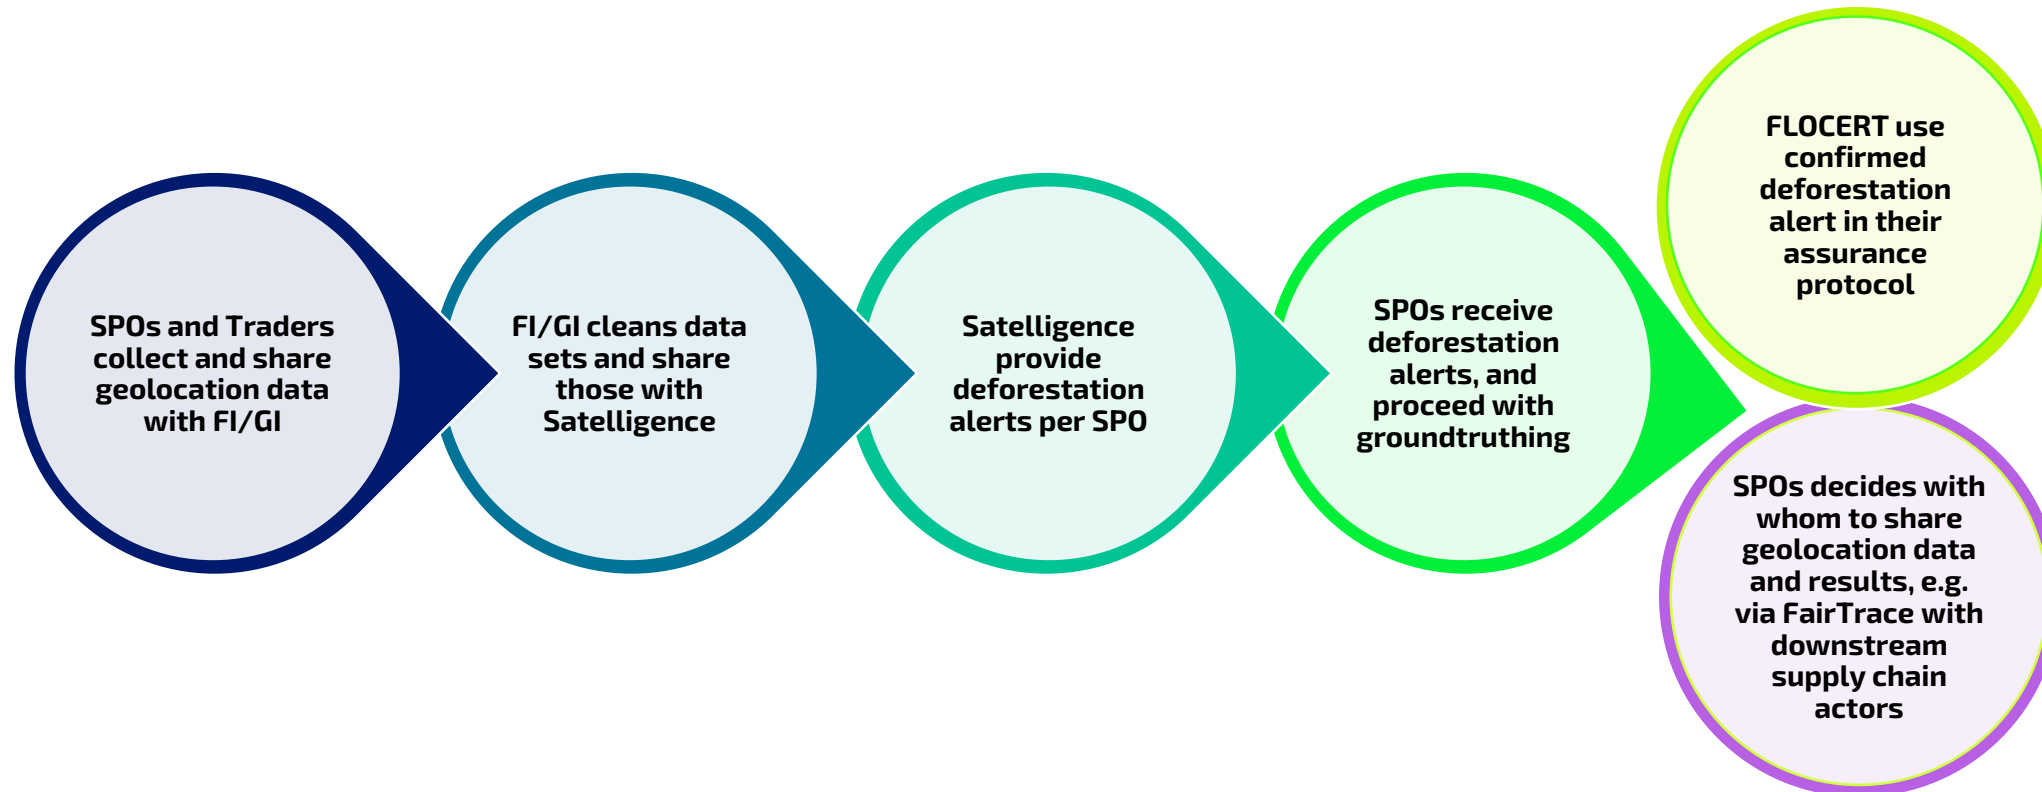 SPOs and Traders
collect and share
geolocation data
with FI/GI
FI/GI cleans data
sets and share
those with
Satelligence
Satelligence
provide
deforestation
alerts per SPO
SPOs receive
deforestation
alerts, and
proceed with
groundtruthing
FLOCERT use
confirmed
deforestation
alert in their
assurance
protocol
SPOs decides with
whom to share
geolocation data
and results, e.g.
via FairTrace with
downstream
supply chain
actors